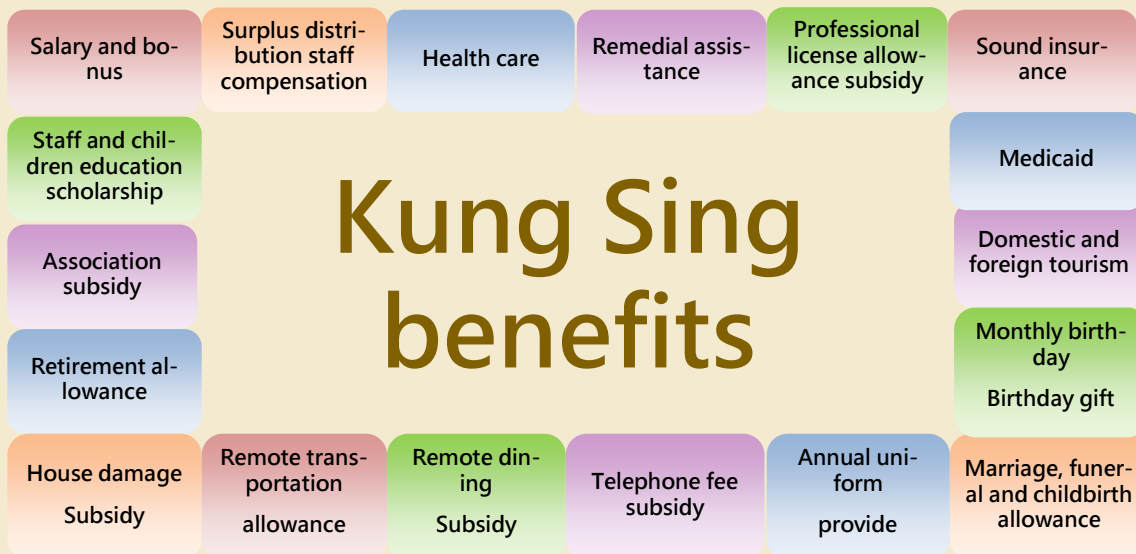 Salary and bo-
nus
Surplus distri-
bution staff
compensation
Health care
Remedial assis-
tance
Professional
license allow-
ance subsidy
Sound insur-
ance
Staff and chil-
dren education
scholarship
Medicaid
Kung Sing
benefits
Association
subsidy
Domestic and
foreign tourism
Retirement al-
lowance
Monthly birth-
day
Birthday gift
House damage
Subsidy
Remote trans-
portation
allowance
Remote din-
ing
Subsidy
Telephone fee
subsidy
Annual uni-
form
provide
Marriage, funer-
al and childbirth
allowance